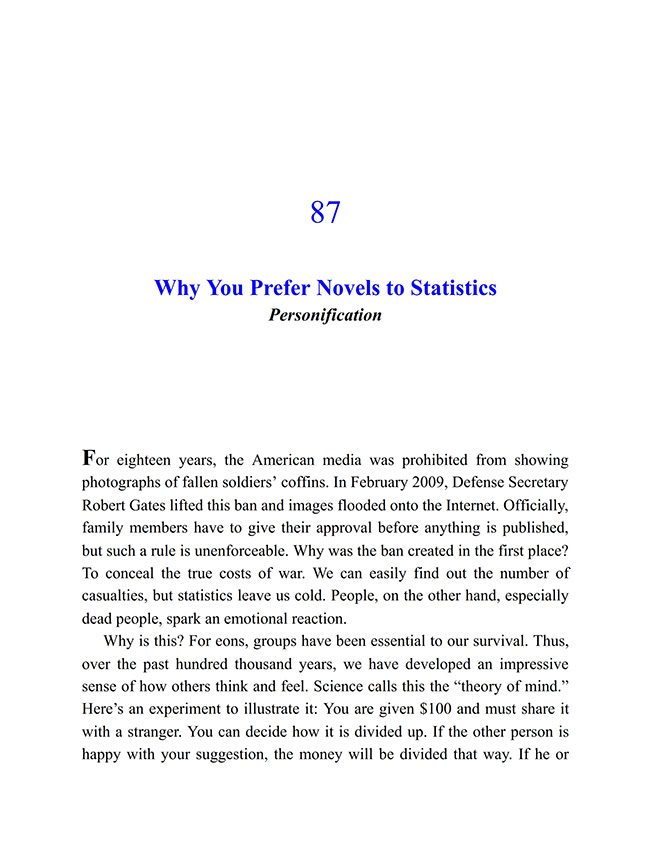 87
Why You Prefer Novels to Statistics
Personification
For eighteen years, the American media was prohibited from showing
photographs of fallen soldiers’ coffins. In February 2009, Defense Secretary
Robert Gates lifted this ban and images flooded onto the Internet. Officially,
family members have to give their approval before anything is published,
but such a rule is unenforceable. Why was the ban created in the first place?
To conceal the true costs of war. We can easily find out the number of
casualties, but statistics leave us cold. People, on the other hand, especially
dead people, spark an emotional reaction.
Why is this? For eons, groups have been essential to our survival. Thus,
over the past hundred thousand years, we have developed an impressive
sense of how others think and feel. Science calls this the “theory of mind.”
Here’s an experiment to illustrate it: You are given $100 and must share it
with a stranger. You can decide how it is divided up. If the other person is
happy with your suggestion, the money will be divided that way. If he or